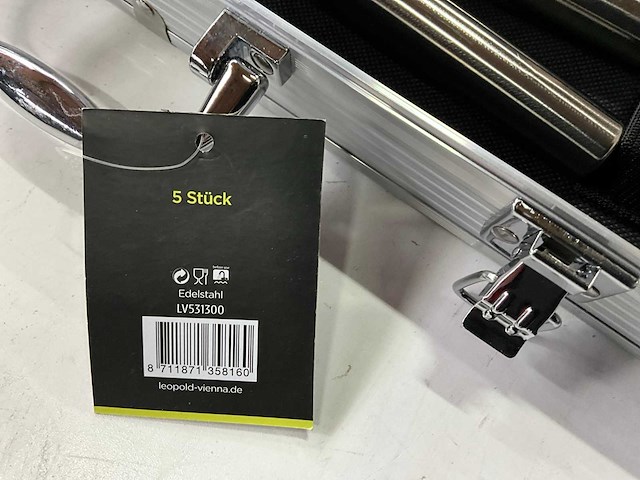 5 Stück
Edelstahl
LV531300
8 711871 358160
leopold-vienna.de